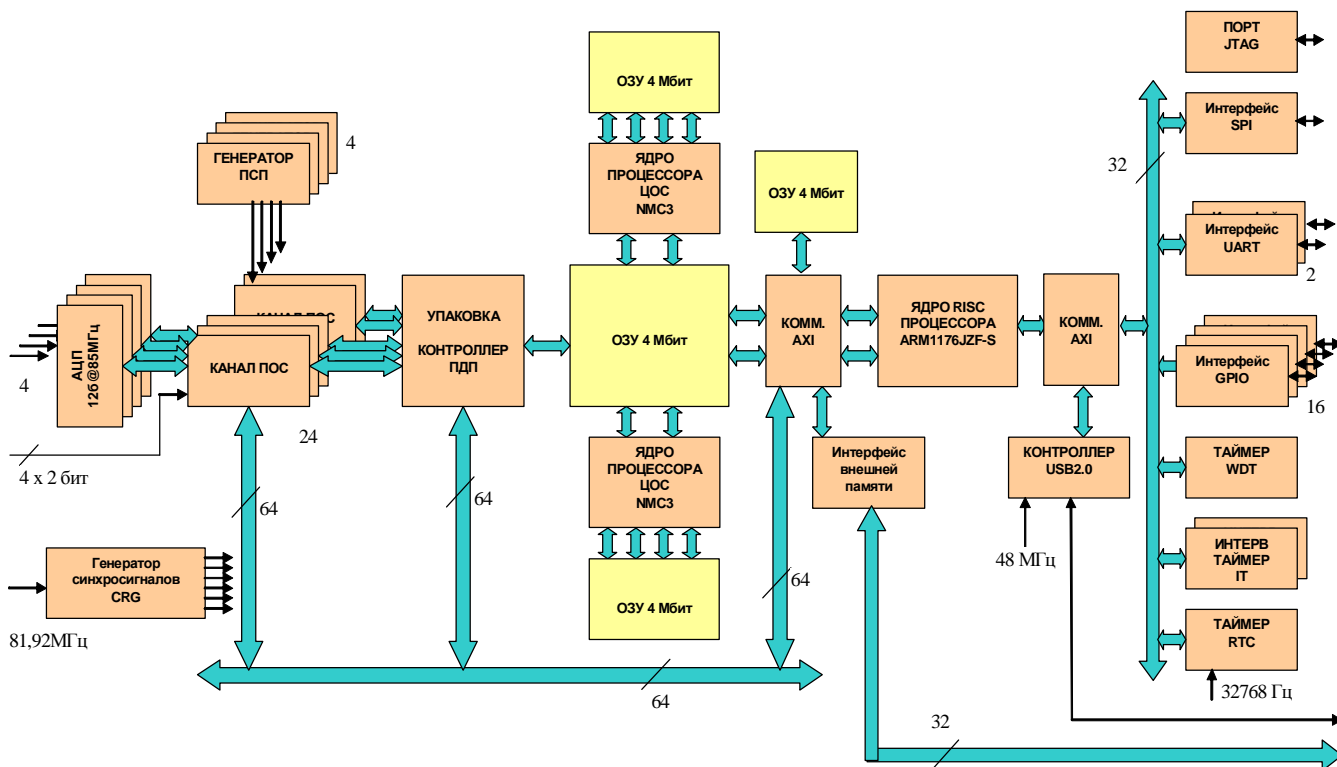 ПОРТ
JTAG
ОЗУ 4 Мбит
Интерфейс
SPI
ГЕНЕРАТОР
ПСП
4
ЯДРО
ПРОЦЕССОРА
ЦОС
NMC3
ОЗУ 4 Мбит
32
Интерфейс
UART
2
АЦП
12б@85МГц
4
КАНАЛ ПОС
КАНАЛ ПОС
24
4 x 2 бит
УПАКОВКА
КОНТРОЛЛЕР
ПДП
ОЗУ 4 Мбит
КОММ.
AXI
ЯДРО RISC
ПРОЦЕССОРА
ARM1176JZF-S
КОММ.
AXI
Интерфейс
GPIO
16
ЯДРО
ПРОЦЕССОРА
ЦОС
NMC3
Интерфейс
внешней
памяти
КОНТРОЛЛЕР
USB2.0
ТАЙМЕР
WDT
64
64
64
48 МГц
Генератор
синхросигналов
CRG
81,92МГц
ОЗУ 4 Мбит
ИНТЕРВ
ТАЙМЕР
IT
ТАЙМЕР
RTC
32768 Гц
64
32